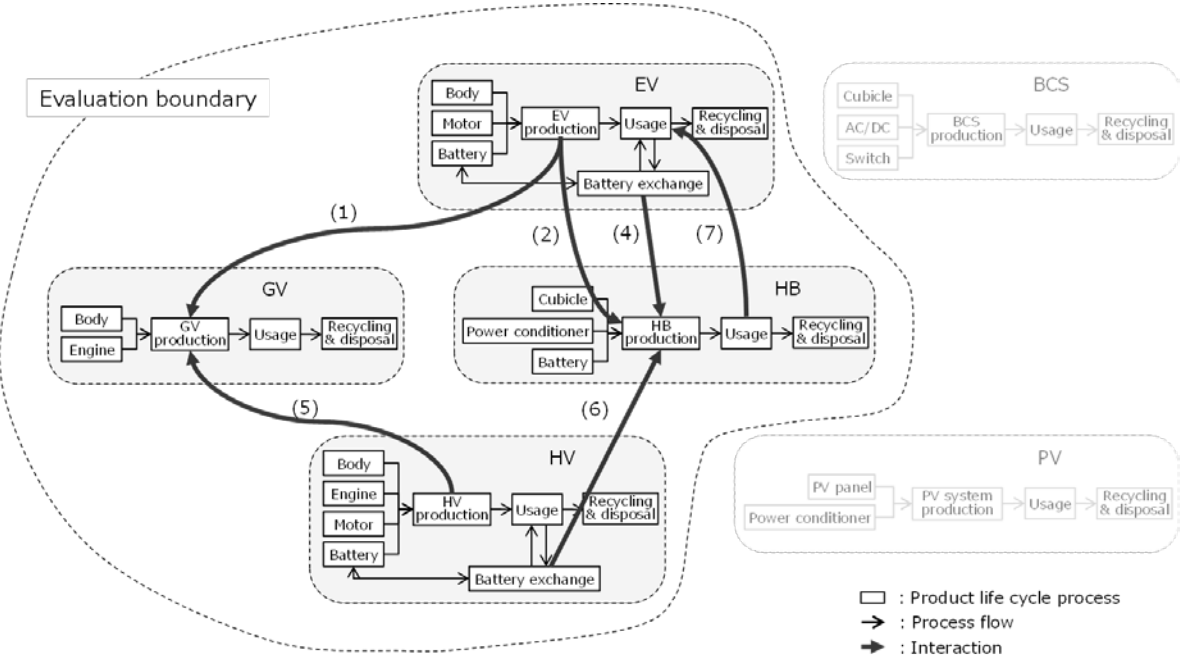 Evaluation boundary
EV
Body
Motor
Battery
EV
production
Usage
Recycling
& disposal
Battery exchange
BCS
Cubicle
AC/DC
Switch
BCS
production
Usage
Recycling
& disposal
(1)
(2)
(4)
(7)
GV
Body
Engine
GV
production
Usage
Recycling
& disposal
HB
Cubicle
Power conditioner
Battery
HB
production
Usage
Recycling
& disposal
(5)
(6)
HV
Body
Engine
Motor
Battery
HV
production
Usage
Recycling
& disposal
Battery exchange
PV
PV panel
Power conditioner
PV system
production
Usage
Recycling
& disposal
: Product life cycle process
: Process flow
: Interaction